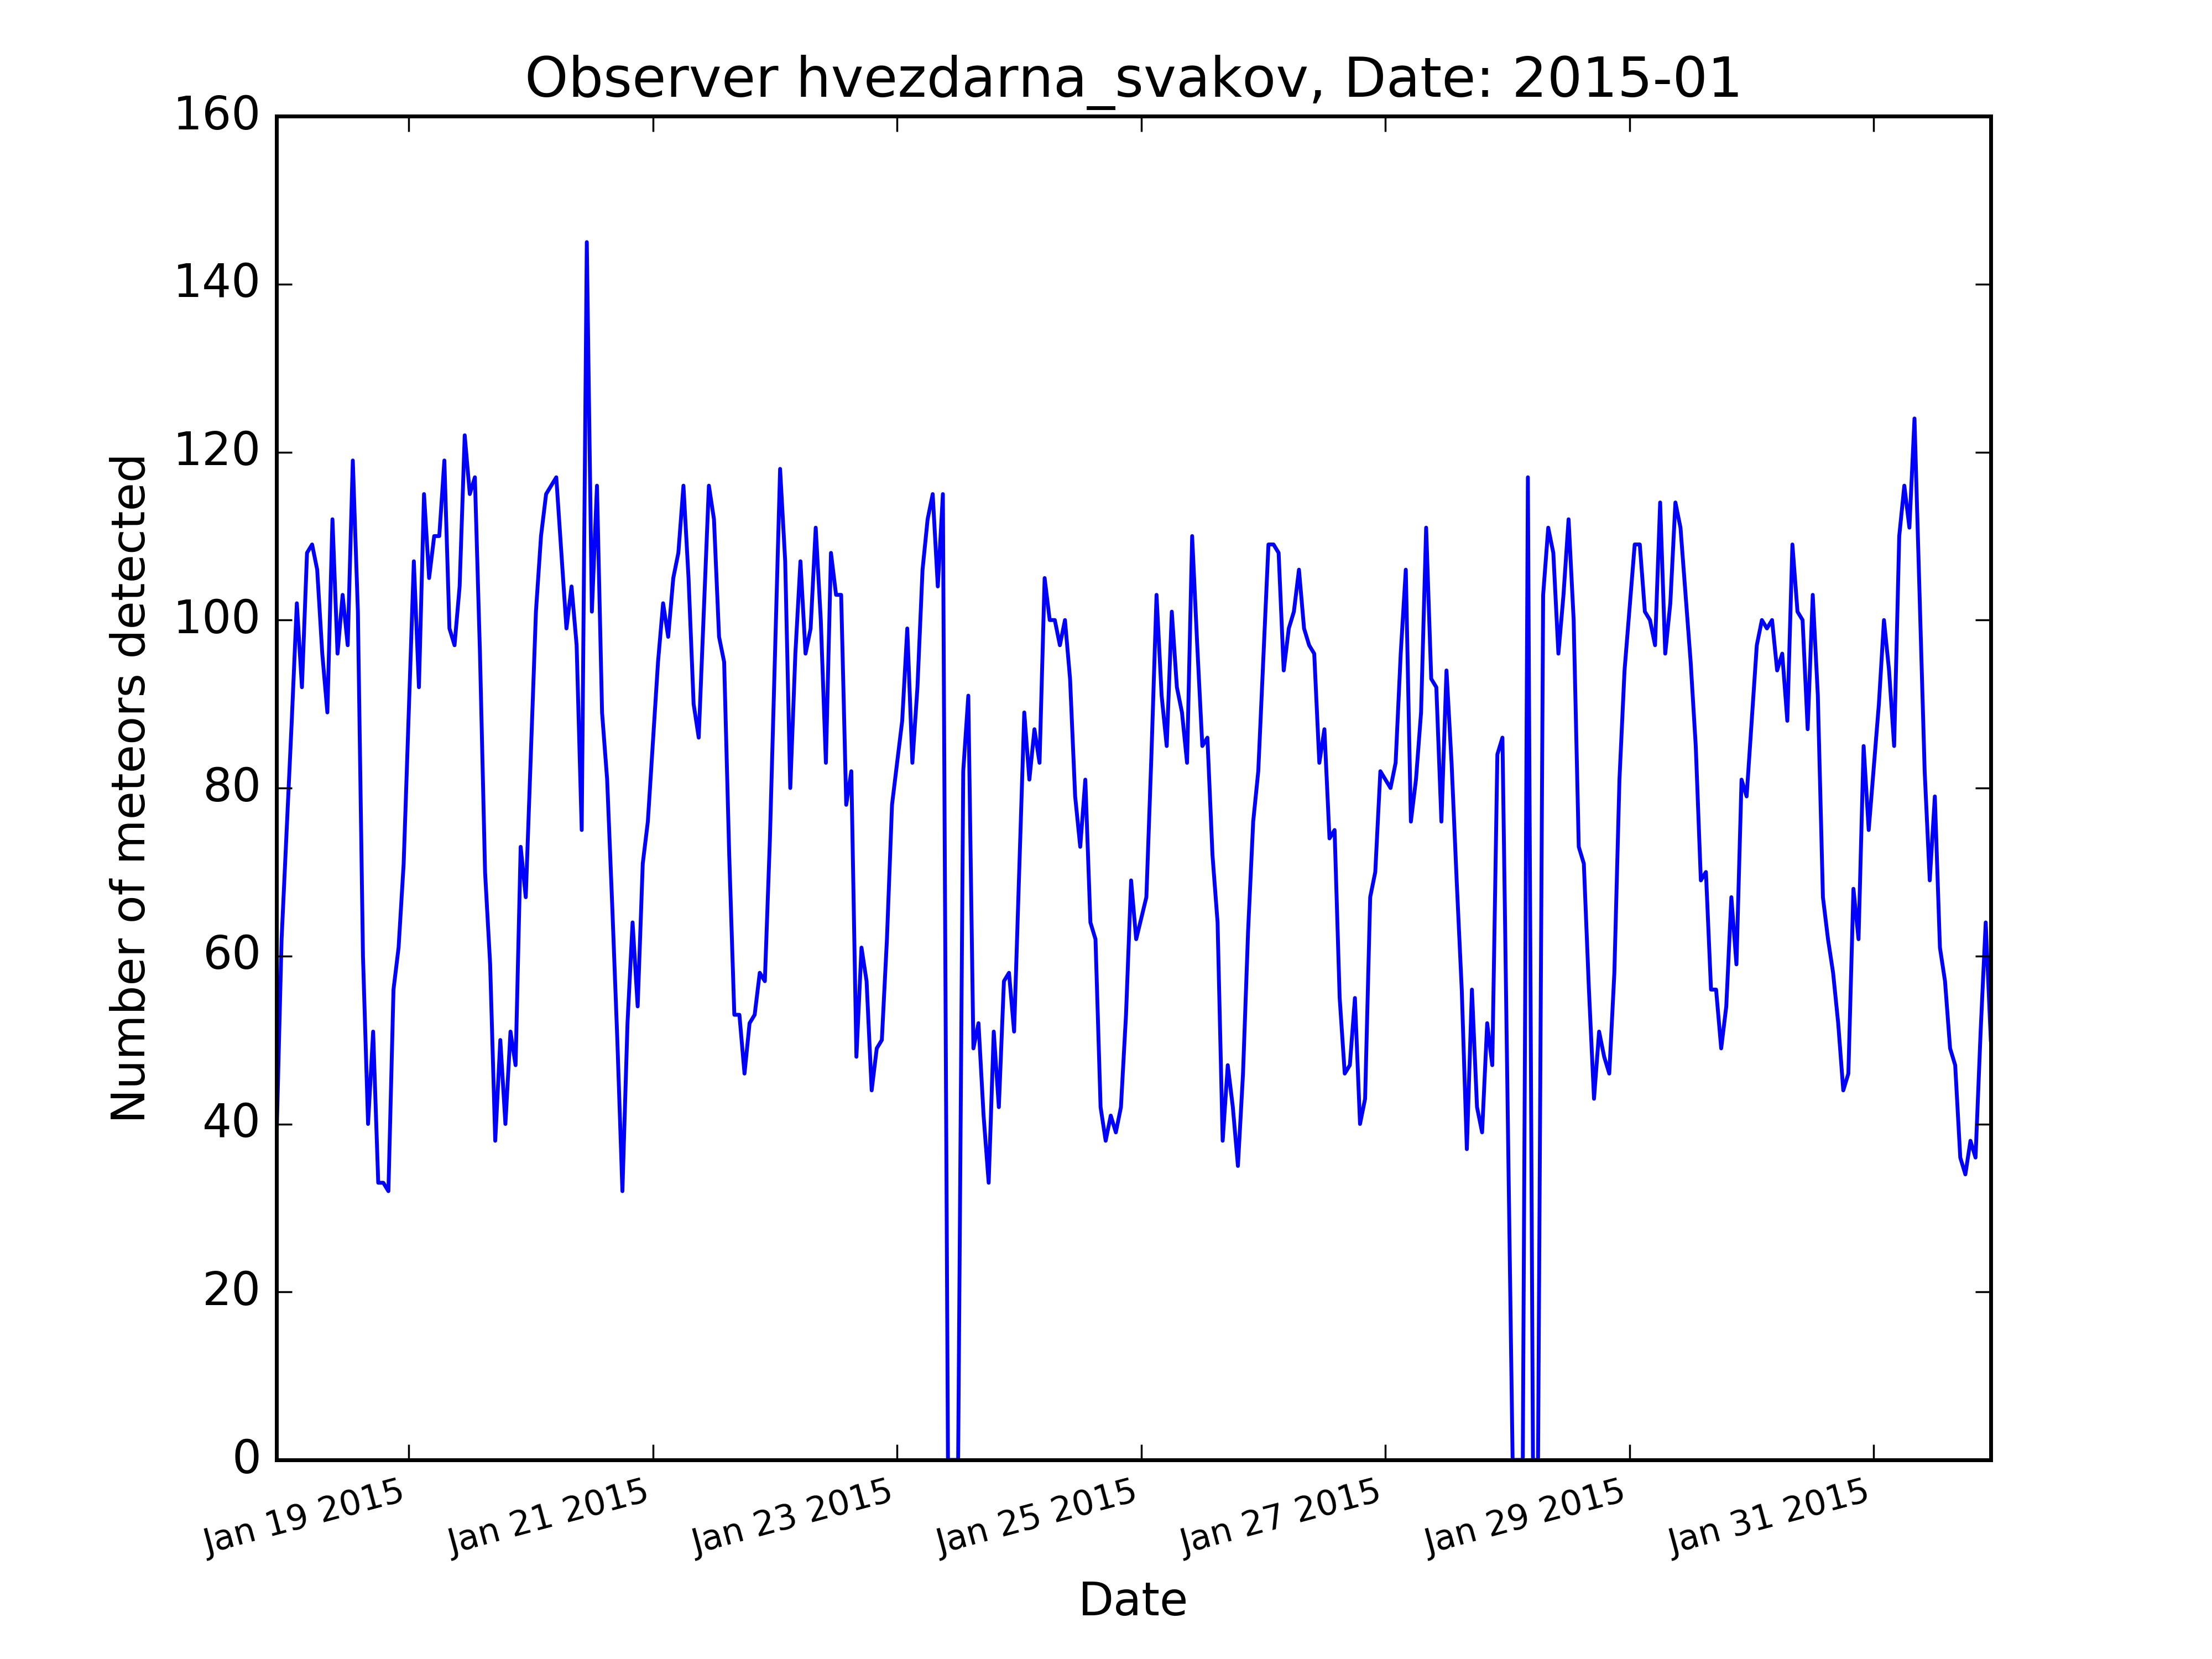 Observer hvezdarna_svakov, Date: 2015-01
Number of meteors detected
160
140
120
100
80
60
40
20
0
Jan 19 2015
Jan 21 2015
Jan 23 2015
Jan 25 2015
Jan 27 2015
Jan 29 2015
Jan 31 2015
Date